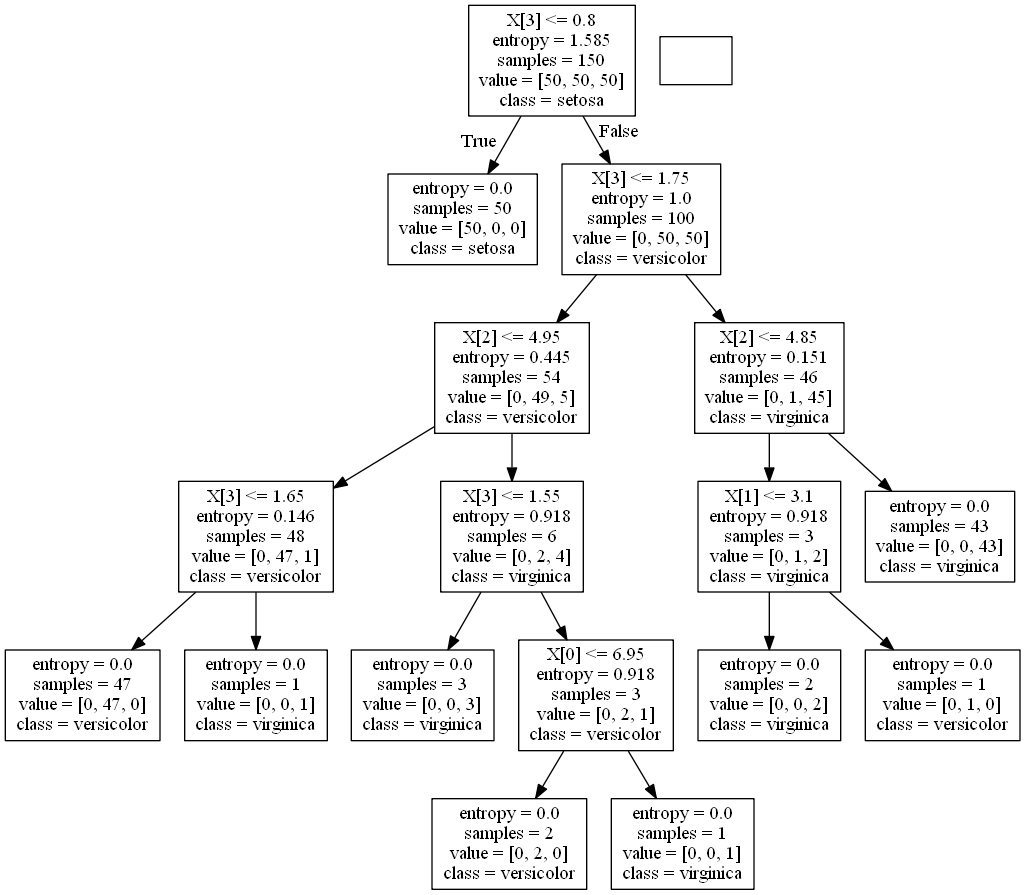 X[3] <= 0.8
entropy = 1.585
samples = 150
value = [50, 50, 50]
class = setosa
True
False
entropy = 0.0
samples = 50
value = [50, 0, 0]
class = setosa
X[3] <= 1.75
entropy = 1.0
samples = 100
value = [0, 50, 50]
class = versicolor
X[2] <= 4.95
entropy = 0.445
samples = 54
value = [0, 49, 5]
class = versicolor
X[2] <= 4.85
entropy = 0.151
samples = 46
value = [0, 1, 45]
class = virginica
X[3] <= 1.65
entropy = 0.146
samples = 48
value = [0, 47, 1]
class = versicolor
X[3] <= 1.55
entropy = 0.918
samples = 6
value = [0, 2, 4]
class = virginica
X[1] <= 3.1
entropy = 0.918
samples = 3
value = [0, 1, 2]
class = virginica
entropy = 0.0
samples = 43
value = [0, 0, 43]
class = virginica
entropy = 0.0
samples = 47
value = [0, 47, 0]
class = versicolor
entropy = 0.0
samples = 1
value = [0, 0, 1]
class = virginica
entropy = 0.0
samples = 3
value = [0, 0, 3]
class = virginica
X[0] <= 6.95
entropy = 0.918
samples = 3
value = [0, 2, 1]
class = versicolor
entropy = 0.0
samples = 2
value = [0, 0, 2]
class = virginica
entropy = 0.0
samples = 1
value = [0, 1, 0]
class = versicolor
entropy = 0.0
samples = 2
value = [0, 2, 0]
class = versicolor
entropy = 0.0
samples = 1
value = [0, 0, 1]
class = virginica